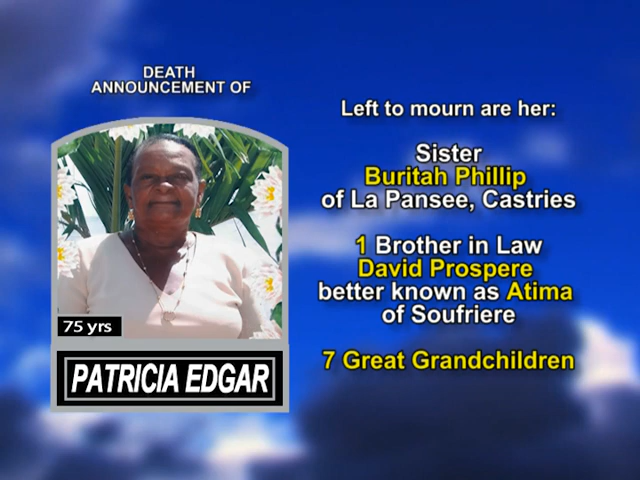 DEATH
ANNOUNCEMENT OF
75 yrs
PATRICIA EDGAR
Left to mourn are her:
Sister
Buritah Phillip
of La Pansee, Castries
1 Brother in Law
David Prospere
better known as Atima
of Soufriere
7 Great Grandchildren